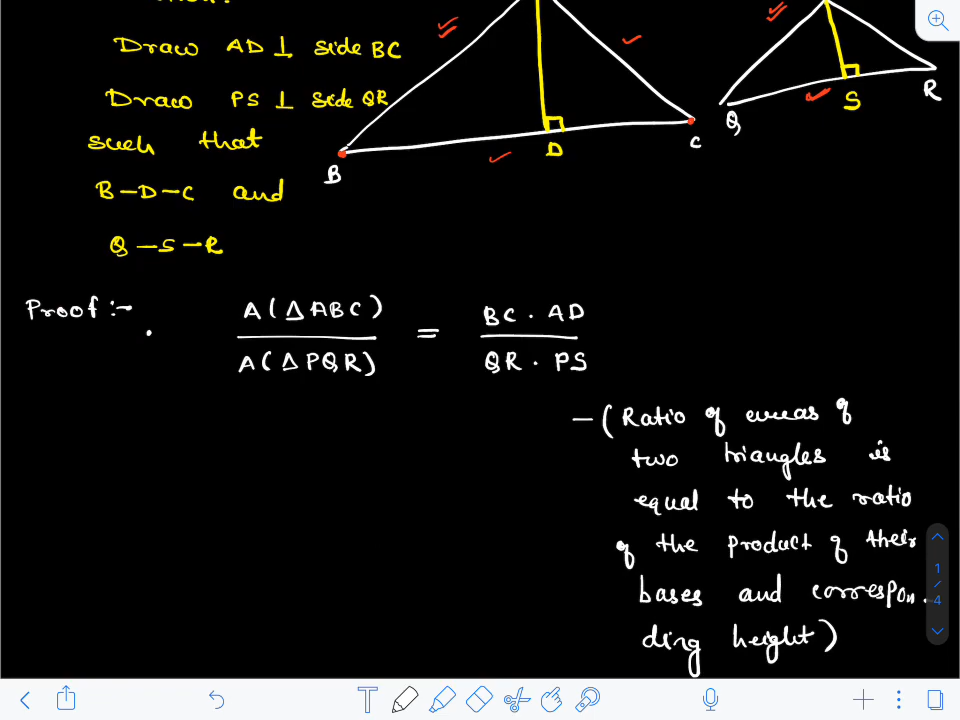 Draw AD ⊥ side BC
Draw PS ⊥ side QR
such that
B-D-C and
Q-S-R
B
D
C
Q
S
R
Proof :-
A(ΔABC)
A(ΔPQR)
=
BC . AD
QR . PS
-(Ratio of areas of
two triangles is
equal to the ratio
of the product of their
bases and correspon.
ding height)
1
/
4
T